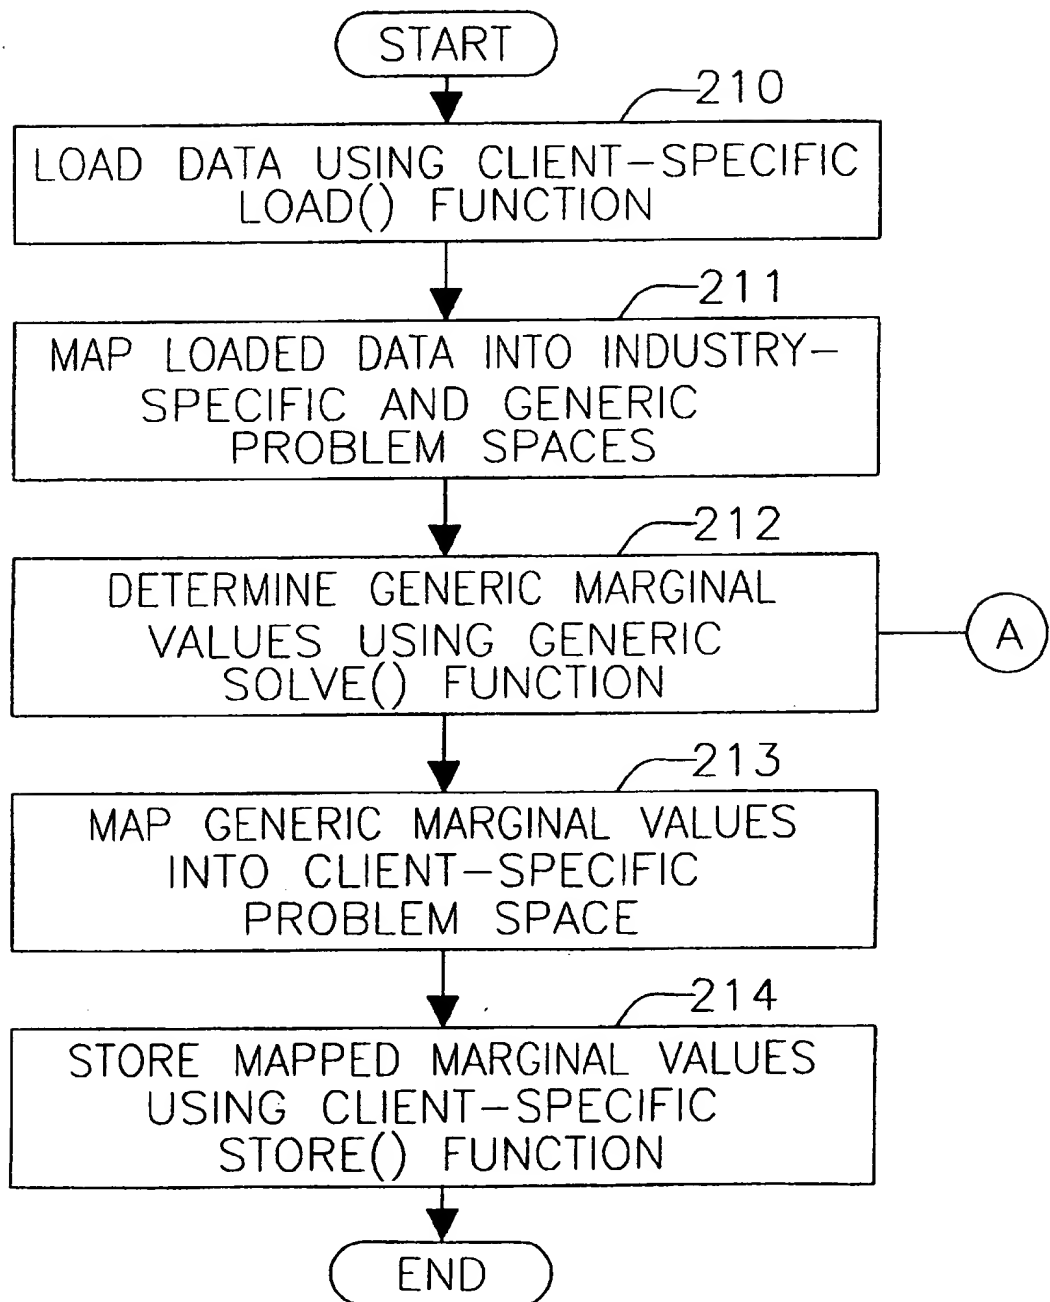 START
210
LOAD DATA USING CLIENT-SPECIFIC
LOAD() FUNCTION
211
MAP LOADED DATA INTO INDUSTRY-
SPECIFIC AND GENERIC
PROBLEM SPACES
212
DETERMINE GENERIC MARGINAL
VALUES USING GENERIC
SOLVE() FUNCTION
A
213
MAP GENERIC MARGINAL VALUES
INTO CLIENT-SPECIFIC
PROBLEM SPACE
214
STORE MAPPED MARGINAL VALUES
USING CLIENT-SPECIFIC
STORE() FUNCTION
END